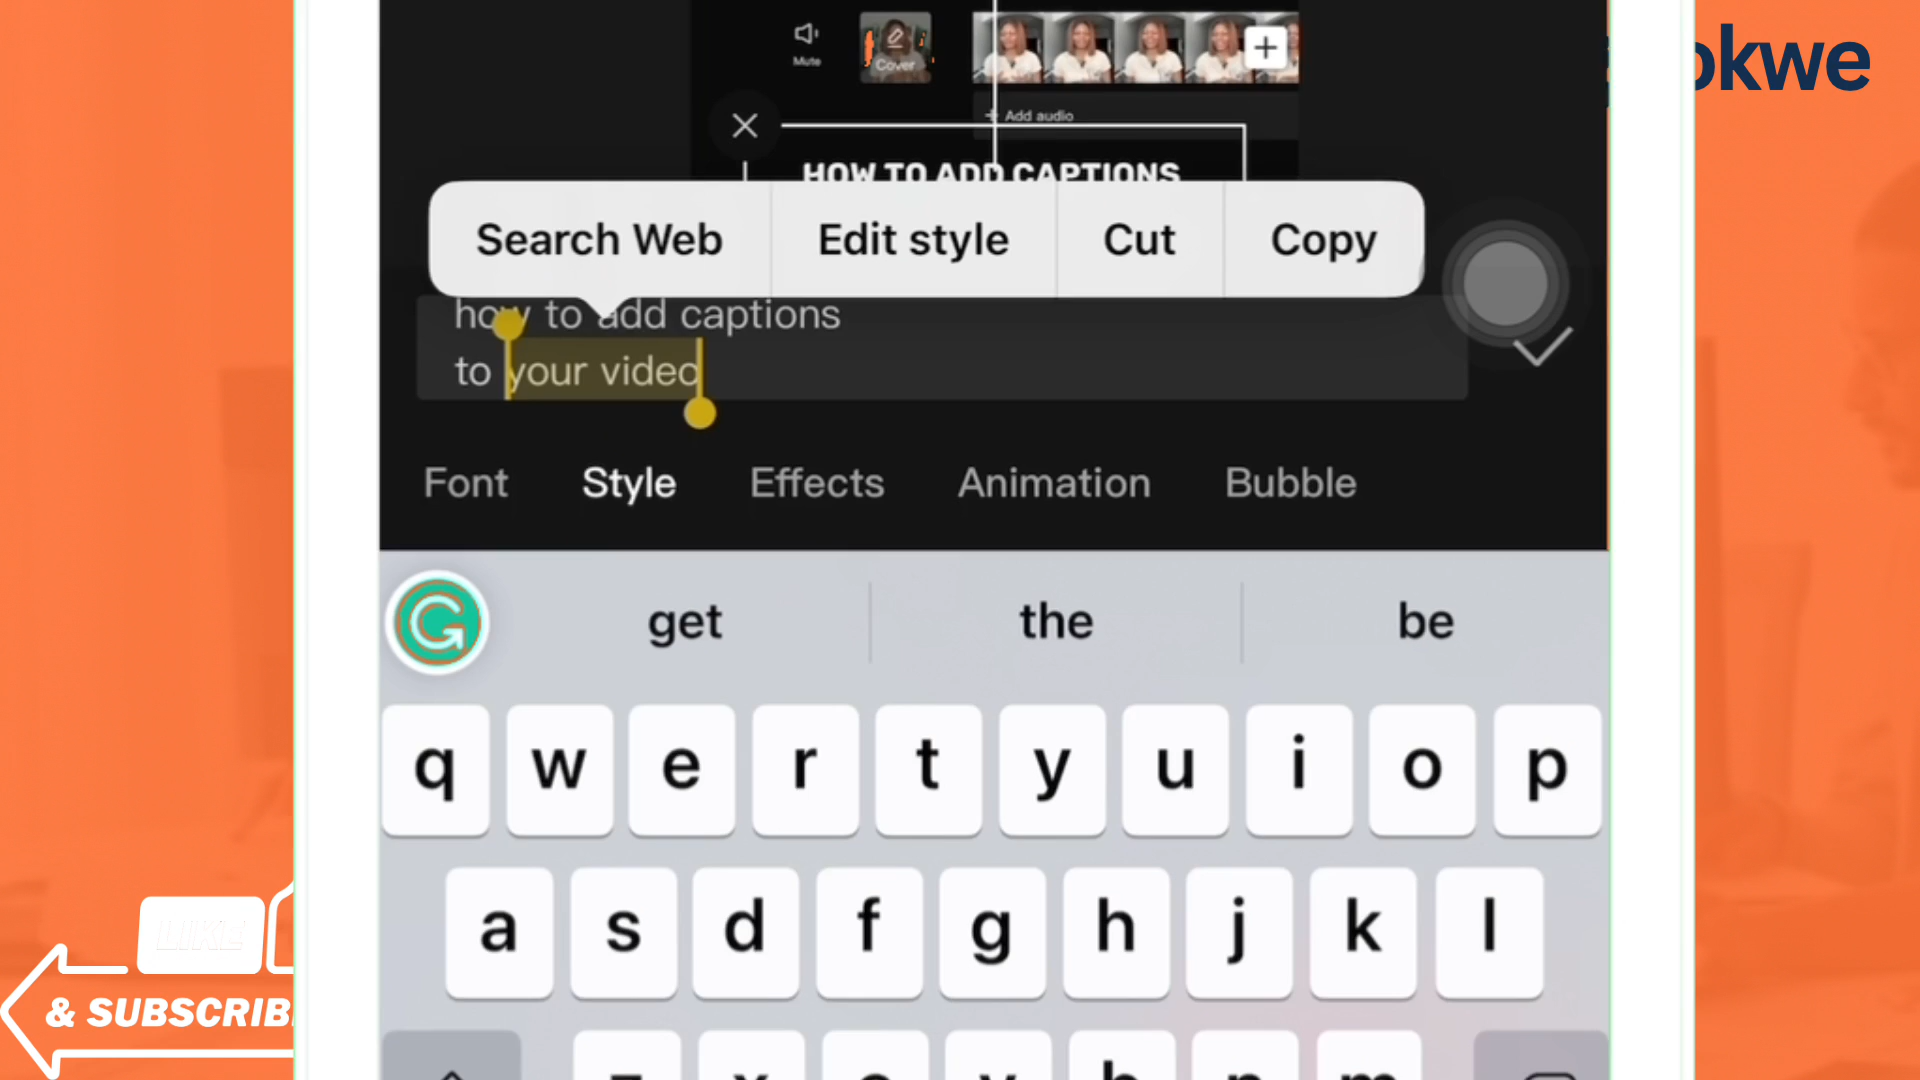 okwe
Mute
Cover
Add audio
HOW TO ADD CAPTIONS
Search Web
Edit style
Cut
Copy
how to add captions
to your video
Font
Style
Effects
Animation
Bubble
get
the
be
q w e r t y u i o p
a s d f g h j k l
z x c v b n m
LIKE
& SUBSCRIBE